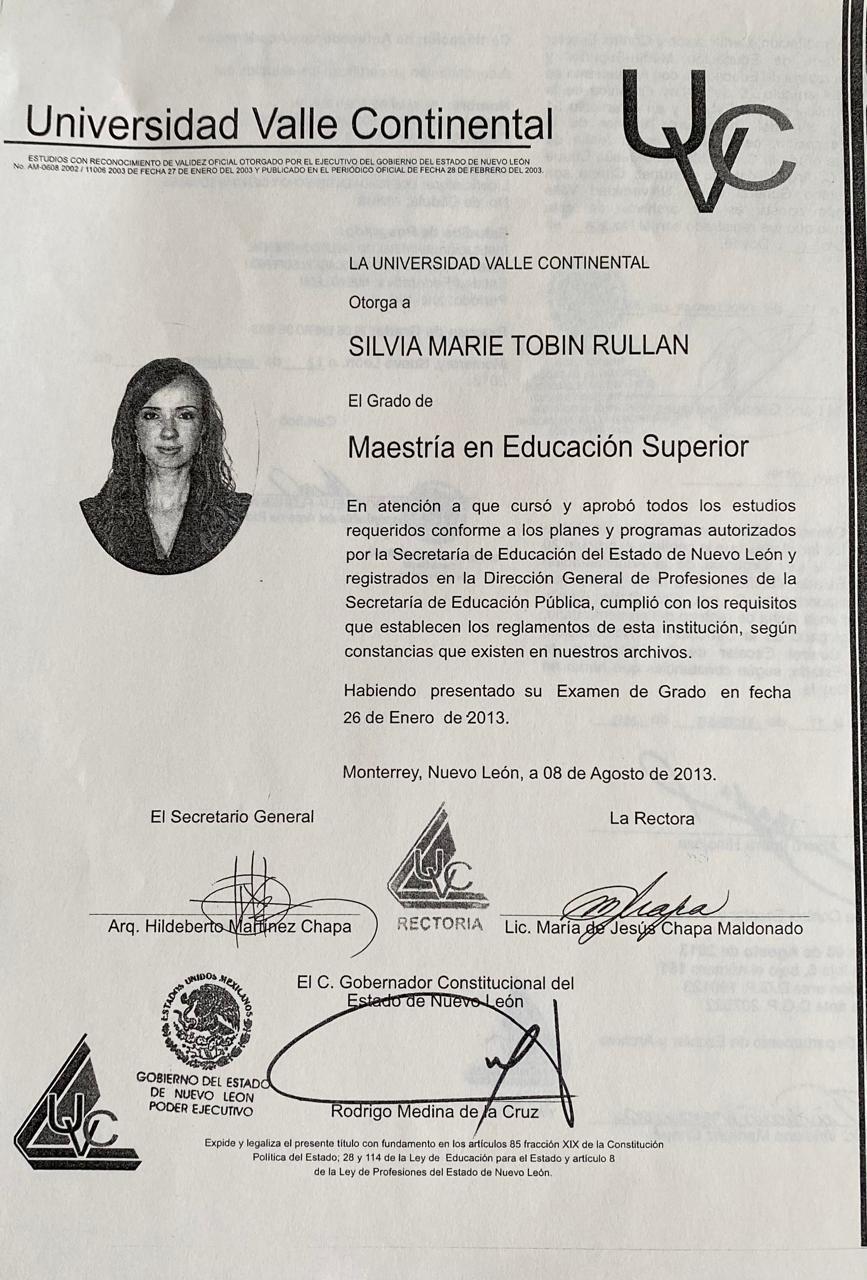 Universidad Valle Continental
UVC
ESTUDIOS CON RECONOCIMIENTO DE VALIDEZ OFICIAL OTORGADO POR EL EJECUTIVO DEL GOBIERNO DEL ESTADO DE NUEVO LEÓN
No. AM-0608 2002 / 11006 2003 DE FECHA 27 DE ENERO DEL 2003 Y PUBLICADO EN EL PERIÓDICO OFICIAL DE FECHA 28 DE FEBRERO DEL 2003.
LA UNIVERSIDAD VALLE CONTINENTAL
Otorga a
SILVIA MARIE TOBIN RULLAN
El Grado de
Maestría en Educación Superior
En atención a que cursó y aprobó todos los estudios
requeridos conforme a los planes y programas autorizados
por la Secretaría de Educación del Estado de Nuevo León y
registrados en la Dirección General de Profesiones de la
Secretaría de Educación Pública, cumplió con los requisitos
que establecen los reglamentos de esta institución, según
constancias que existen en nuestros archivos.
Habiendo presentado su Examen de Grado en fecha
26 de Enero de 2013.
Monterrey, Nuevo León, a 08 de Agosto de 2013.
El Secretario General
La Rectora
UVC
RECTORIA
Arq. Hildeberto Martínez Chapa
Lic. María de Jesús Chapa Maldonado
El C. Gobernador Constitucional del
Estado de Nuevo León
ESTADOS UNIDOS MEXICANOS
GOBIERNO DEL ESTADO
DE NUEVO LEON
PODER EJECUTIVO
Rodrigo Medina de la Cruz
UVC
Expide y legaliza el presente título con fundamento en los artículos 85 fracción XIX de la Constitución
Política del Estado; 28 y 114 de la Ley de Educación para el Estado y artículo 8
de la Ley de Profesiones del Estado de Nuevo León.